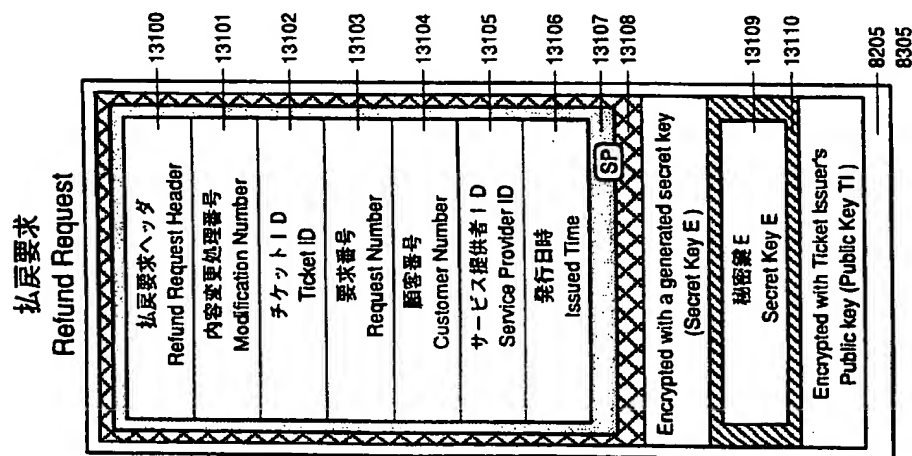 払戻要求
Refund Request
払戻要求ヘッダ
Refund Request Header
13100
内容変更処理番号
Modification Number
13101
チケットID
Ticket ID
13102
要求番号
Request Number
13103
顧客番号
Customer Number
13104
サービス提供者ID
Service Provider ID
13105
発行日時
Issued Time
13106
SP
13107
13108
Encrypted with a generated secret key
(Secret Key E )
秘密鍵 E
Secret Key E
13109
13110
Encrypted with Ticket Issuer's
Public key (Public Key TI )
8205
8305